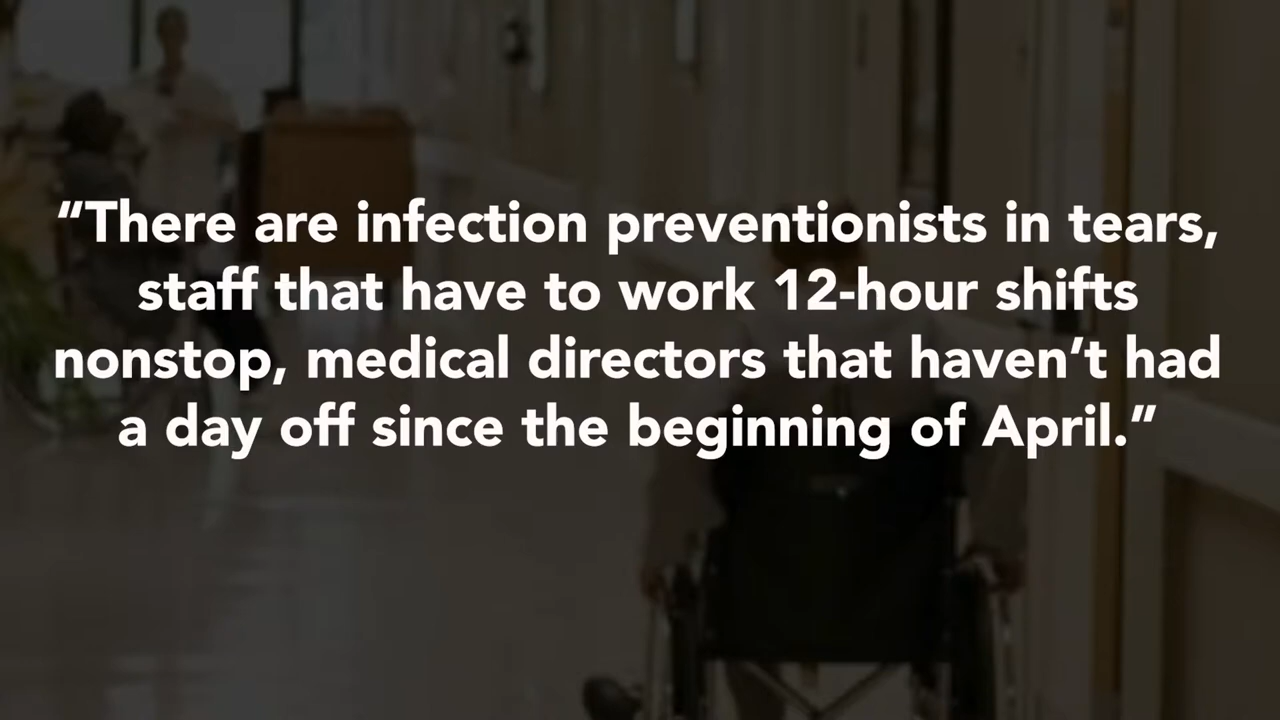 “There are infection preventionists in tears,
staff that have to work 12-hour shifts
nonstop, medical directors that haven’t had
a day off since the beginning of April.”